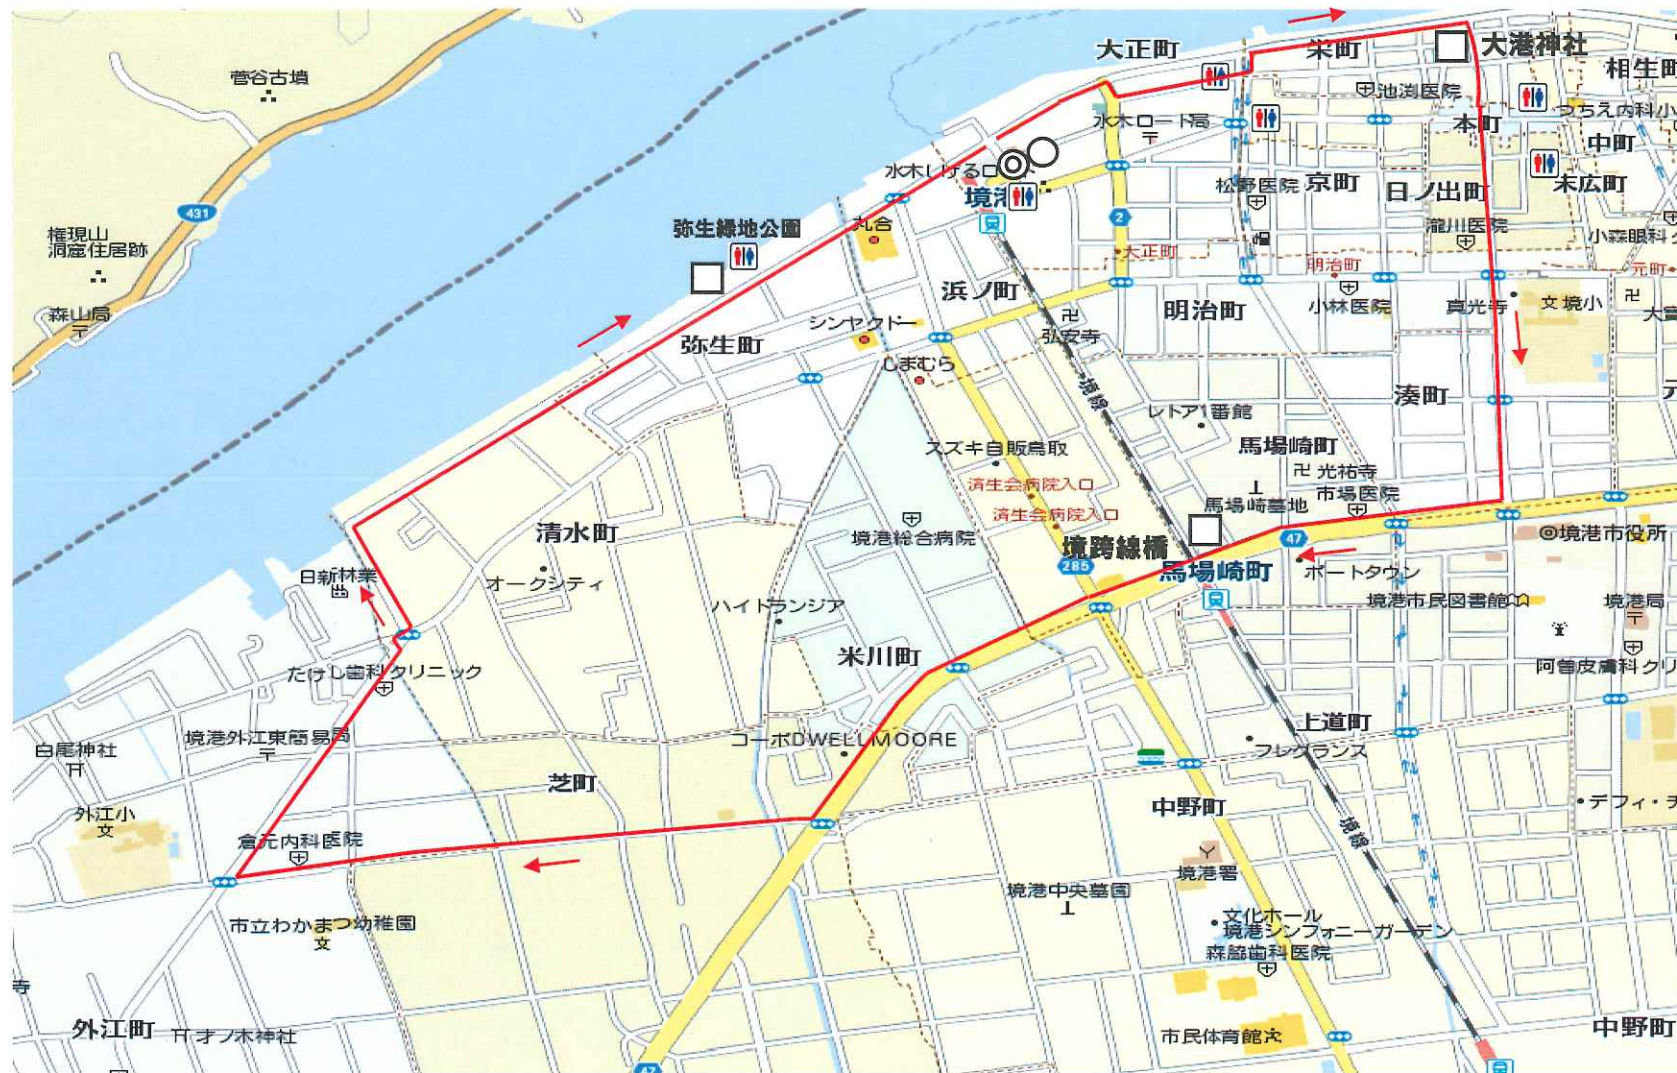 大正町
栄町
大港神社
相生町
菅谷古墳
池渕医院
水木ロード局
本町
つちえ内科小
中町
水木しげるロ
境港
松野医院
京町
日ノ出町
末広町
431
2
権現山
洞窟住居跡
弥生緑地公園
丸合
瀧川医院
小森眼科ク
大正町
明治町
元町
浜ノ町
明治町
小林医院
真光寺
文 境小
森山局
シンヤクドー
弘安寺
弥生町
しまむら
湊町
境線
レトア1番館
馬場崎町
スズキ自販鳥取
光祐寺
済生会病院入口
市場医院
馬場崎墓地
済生会病院入口
清水町
境港総合病院
境跨線橋
47
境港市役所
285
馬場崎町
ポートタウン
日新林業
オークシティ
ハイドランジア
境港市民図書館
境港局
米川町
阿曽皮膚科クリ
たけし歯科クリニック
上道町
境港外江東簡易局
コーポDWELLMOORE
フレグランス
白尾神社
芝町
中野町
デフィ・チ
外江小
文
境線
倉元内科医院
境港署
境港中央墓園
市立わかまつ幼稚園
文
文化ホール
境港シンフォニーガーデン
森脇歯科医院
寺
外江町
才ノ木神社
市民体育館
中野町
47